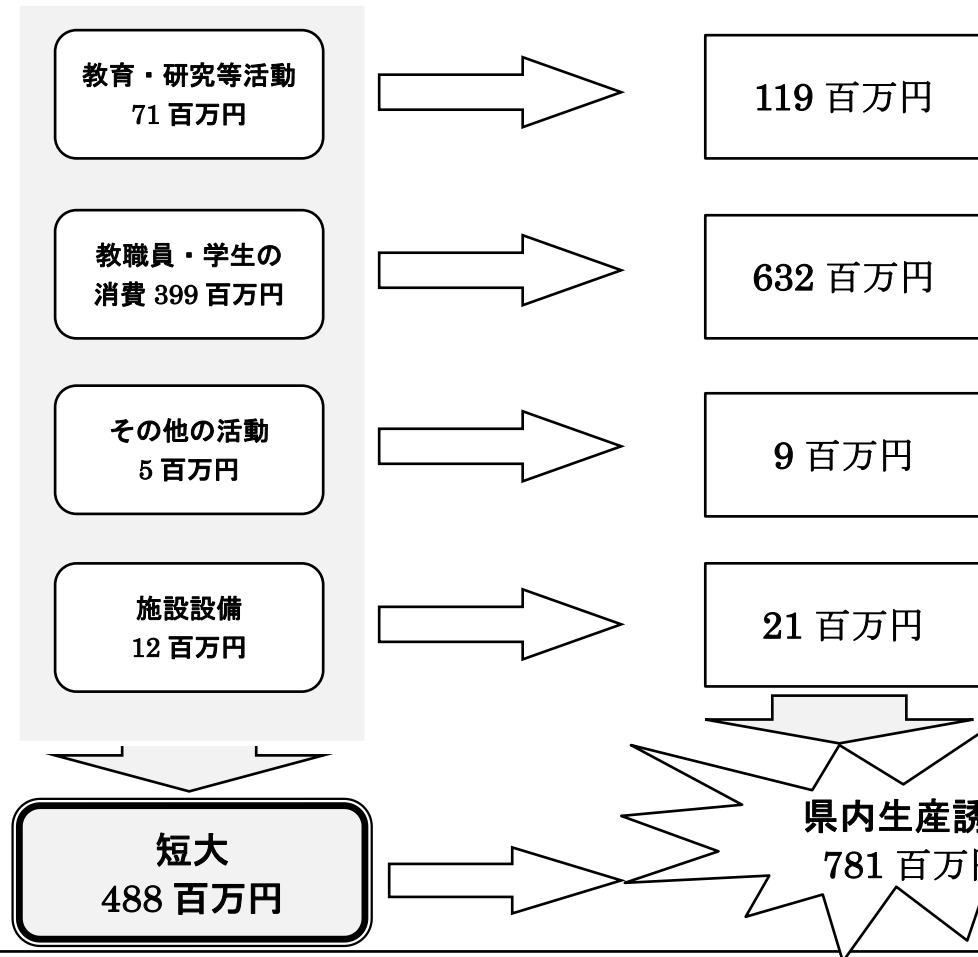 教育・研究等活動
71 百万円
119 百万円
教職員・学生の
消費 399 百万円
632 百万円
その他の活動
5 百万円
9 百万円
施設設備
12 百万円
21 百万円
短大
488 百万円
県内生産誘
781 百万円